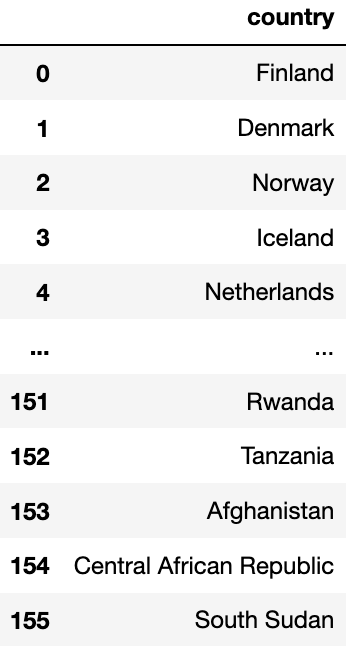 country
0 Finland
1 Denmark
2 Norway
3 Iceland
4 Netherlands
... ...
151 Rwanda
152 Tanzania
153 Afghanistan
154 Central African Republic
155 South Sudan